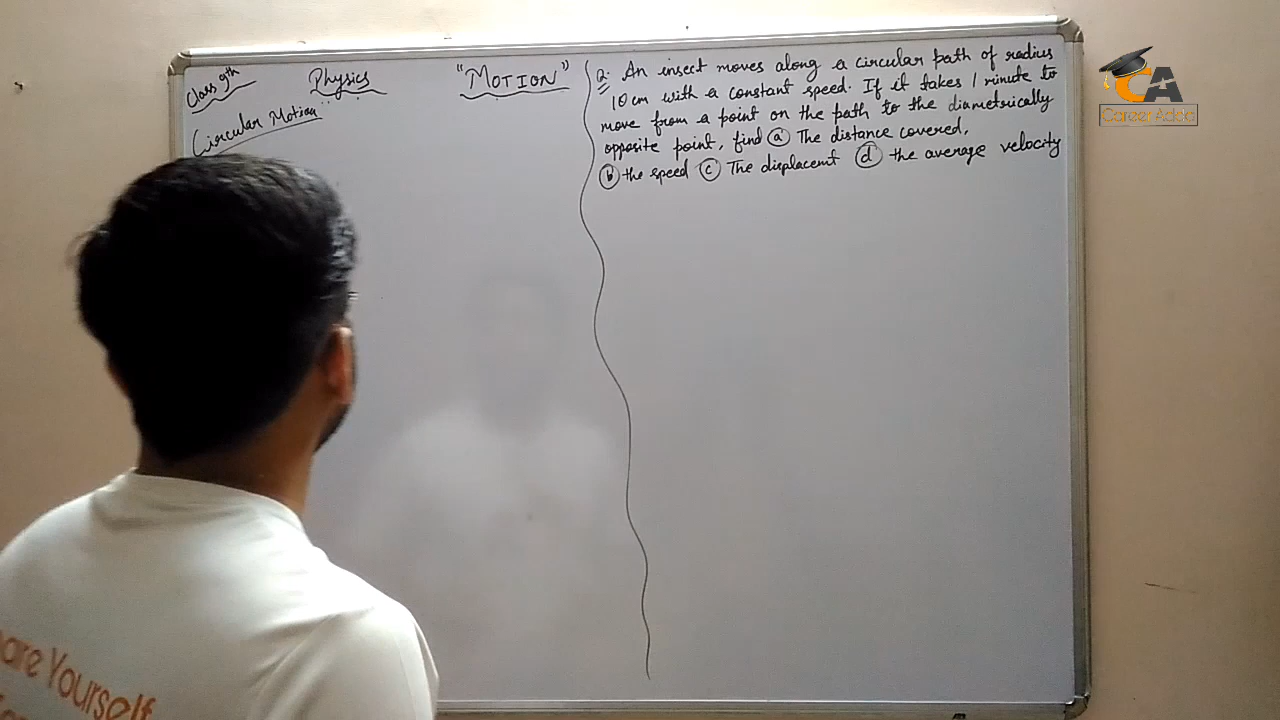 Class 9th
Physics
"MOTION"
Circular Motion"
Q. An insect moves along a circular path of radius
10 cm with a constant speed. If it takes 1 minute to
move from a point on the path to the diametrically
opposite point, find (a) The distance covered,
(b) the speed (c) The displacemt (d) the average velocity
CA
Career Adda
are Yourself